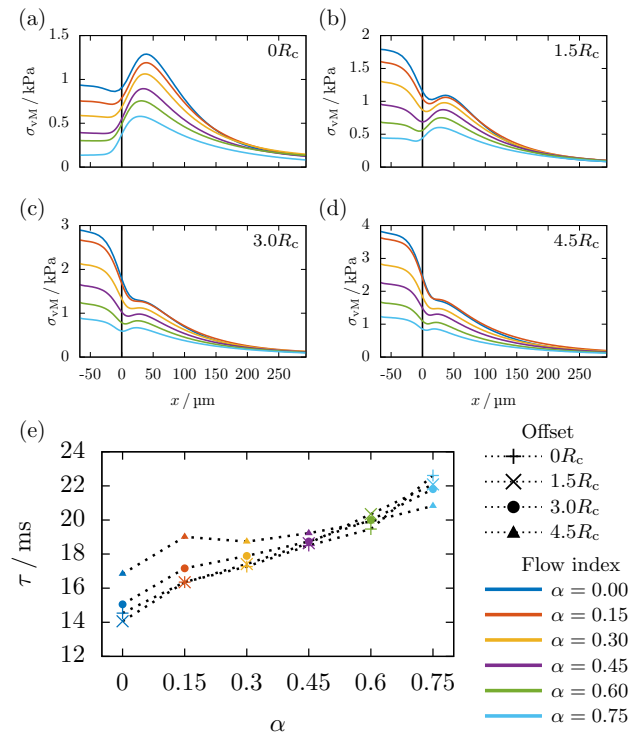 (a)
0R_c
σ_vM / kPa
1.5
1
0.5
0
(b)
1.5R_c
σ_vM / kPa
2
1.5
1
0.5
0
(c)
3.0R_c
σ_vM / kPa
3
2
1
0
-50 0 50 100 150 200 250
x / µm
(d)
4.5R_c
σ_vM / kPa
4
3
2
1
0
-50 0 50 100 150 200 250
x / µm
(e)
τ / ms
24
22
20
18
16
14
12
0 0.15 0.3 0.45 0.6 0.75
α
Offset
0R_c
1.5R_c
3.0R_c
4.5R_c
Flow index
α = 0.00
α = 0.15
α = 0.30
α = 0.45
α = 0.60
α = 0.75